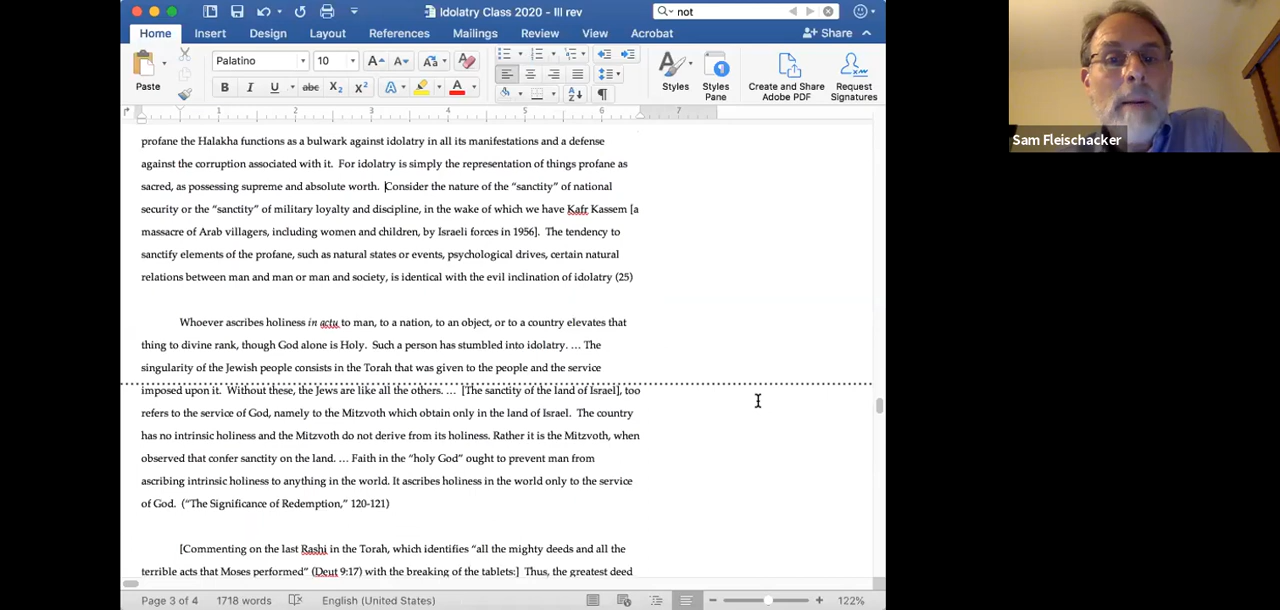 Idolatry Class 2020 - III rev
not
Home Insert Design Layout References Mailings Review View Acrobat Share
Paste Palatino 10 Styles Styles Pane Create and Share Adobe PDF Request Signatures
1 2 3 4 5 6 7
profane the Halakha functions as a bulwark against idolatry in all its manifestations and a defense
against the corruption associated with it. For idolatry is simply the representation of things profane as
sacred, as possessing supreme and absolute worth. Consider the nature of the “sanctity” of national
security or the “sanctity” of military loyalty and discipline, in the wake of which we have Kafr Kassem [a
massacre of Arab villagers, including women and children, by Israeli forces in 1956]. The tendency to
sanctify elements of the profane, such as natural states or events, psychological drives, certain natural
relations between man and man or man and society, is identical with the evil inclination of idolatry (25)
Whoever ascribes holiness in actu to man, to a nation, to an object, or to a country elevates that
thing to divine rank, though God alone is Holy. Such a person has stumbled into idolatry. … The
singularity of the Jewish people consists in the Torah that was given to the people and the service
imposed upon it. Without these, the Jews are like all the others. … [The sanctity of the land of Israel], too
refers to the service of God, namely to the Mitzvoth which obtain only in the land of Israel. The country
has no intrinsic holiness and the Mitzvoth do not derive from its holiness. Rather it is the Mitzvoth, when
observed that confer sanctity on the land. … Faith in the “holy God” ought to prevent man from
ascribing intrinsic holiness to anything in the world. It ascribes holiness in the world only to the service
of God. (“The Significance of Redemption,” 120-121)
[Commenting on the last Rashi in the Torah, which identifies “all the mighty deeds and all the
terrible acts that Moses performed” (Deut 9:17) with the breaking of the tablets:] Thus, the greatest deed
Page 3 of 4 1718 words English (United States) 122%
Sam Fleischacker